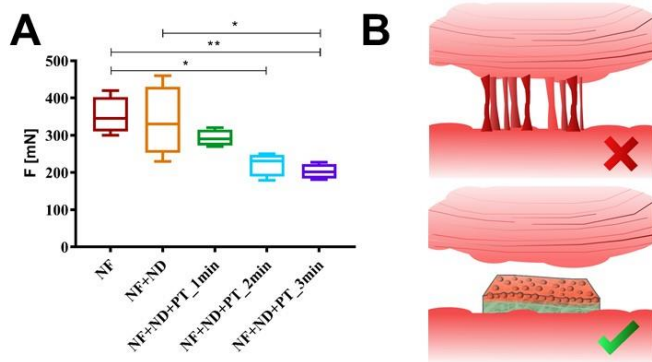 A
B
*
**
*
500
400
300
200
100
0
F [mN]
NF
NF+ND
NF+ND+PT_1min
NF+ND+PT_2min
NF+ND+PT_3min